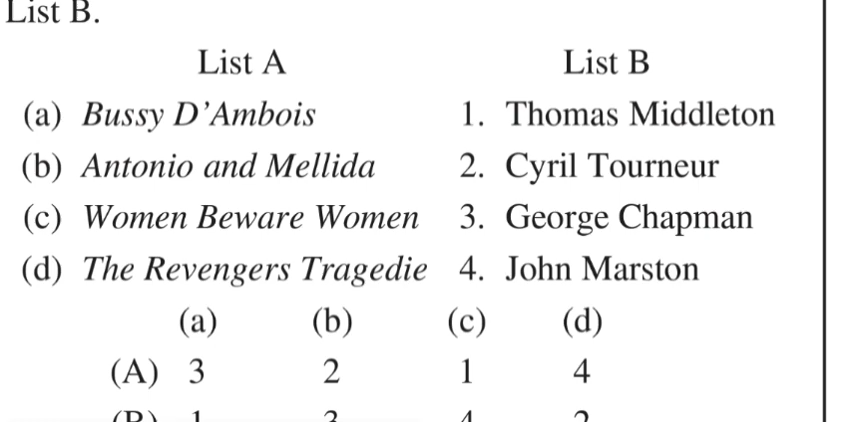 List B.
List A List B
(a) Bussy D’Ambois 1. Thomas Middleton
(b) Antonio and Mellida 2. Cyril Tourneur
(c) Women Beware Women 3. George Chapman
(d) The Revengers Tragedie 4. John Marston
(a) (b) (c) (d)
(A) 3 2 1 4